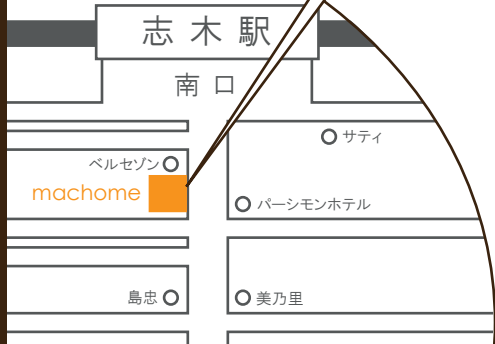 志木駅
南口
サティ
ベルセゾン
machome
パーシモンホテル
島忠
美乃里